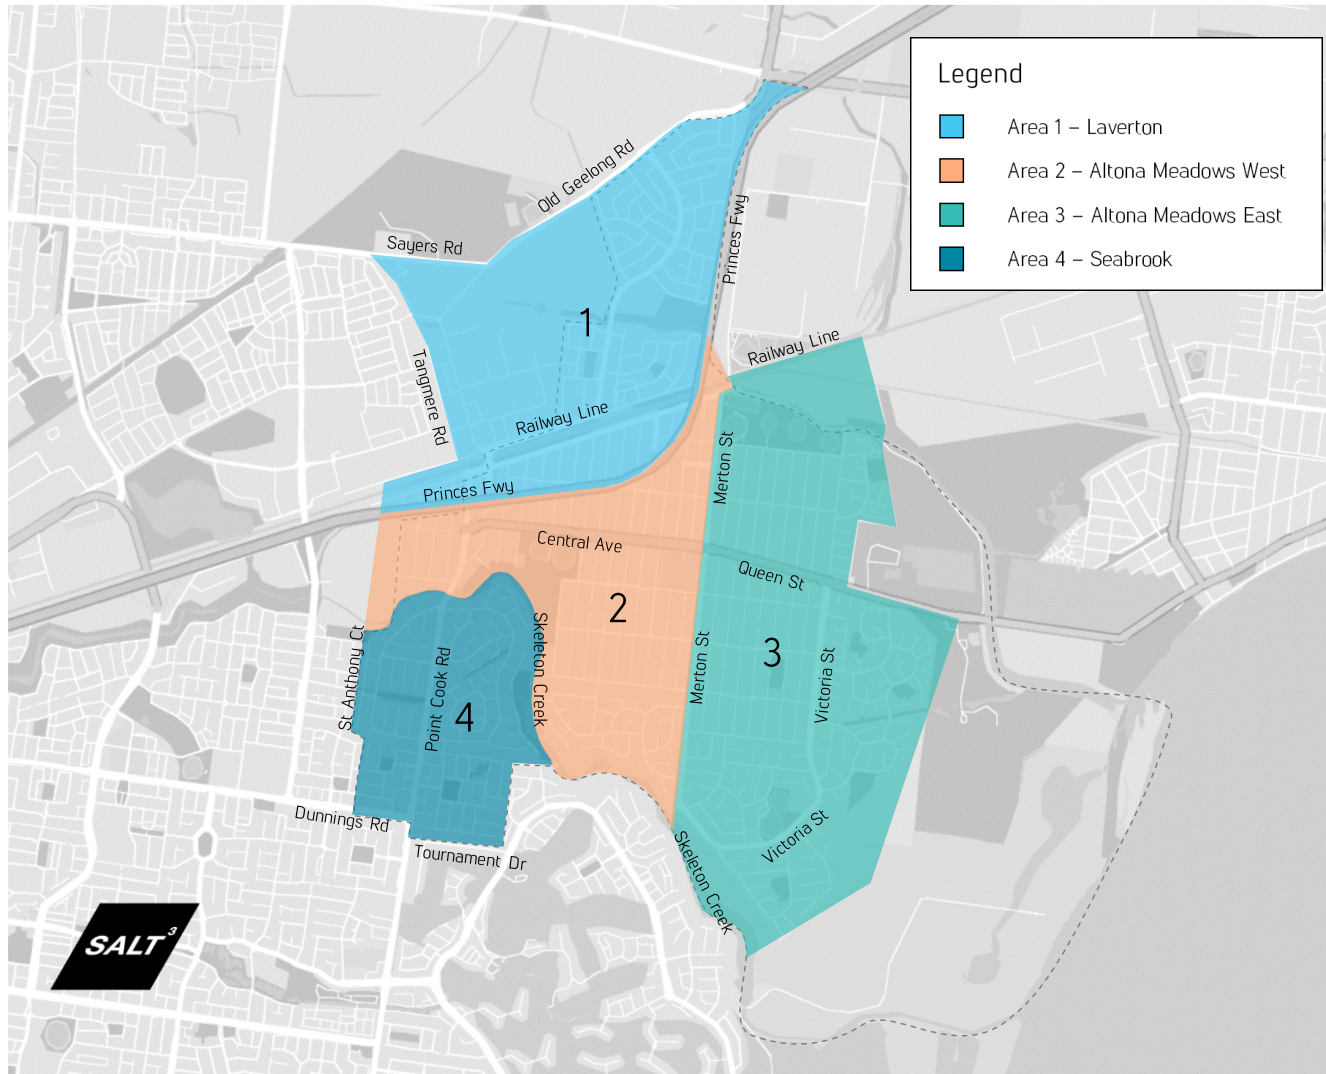 Legend
Area 1 – Laverton
Area 2 – Altona Meadows West
Area 3 – Altona Meadows East
Area 4 – Seabrook
Old Geelong Rd
Sayers Rd
Princes Fwy
1
Railway Line
Tangmere Rd
Railway Line
Merton St
Princes Fwy
Central Ave
Queen St
2
Skeleton Creek
St Anthony Ct
Point Cook Rd
4
Merton St
3
Victoria St
Dunnings Rd
Tournament Dr
Victoria St
Skeleton Creek
SALT3